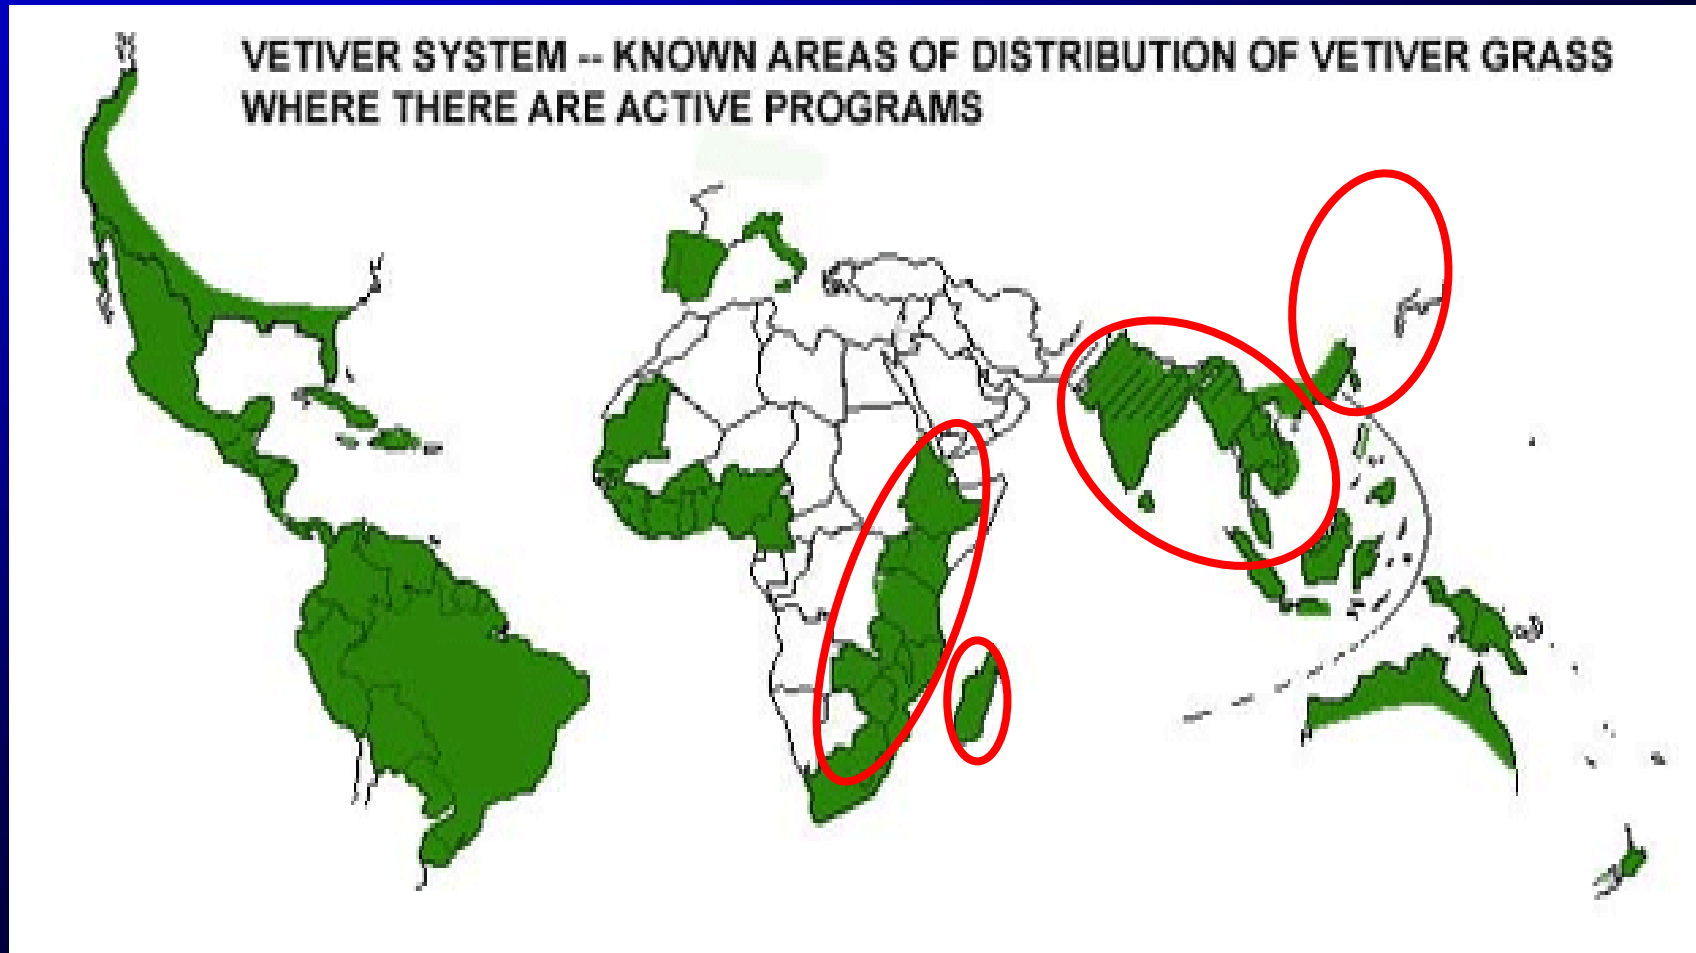 VETIVER SYSTEM -- KNOWN AREAS OF DISTRIBUTION OF VETIVER GRASS
WHERE THERE ARE ACTIVE PROGRAMS